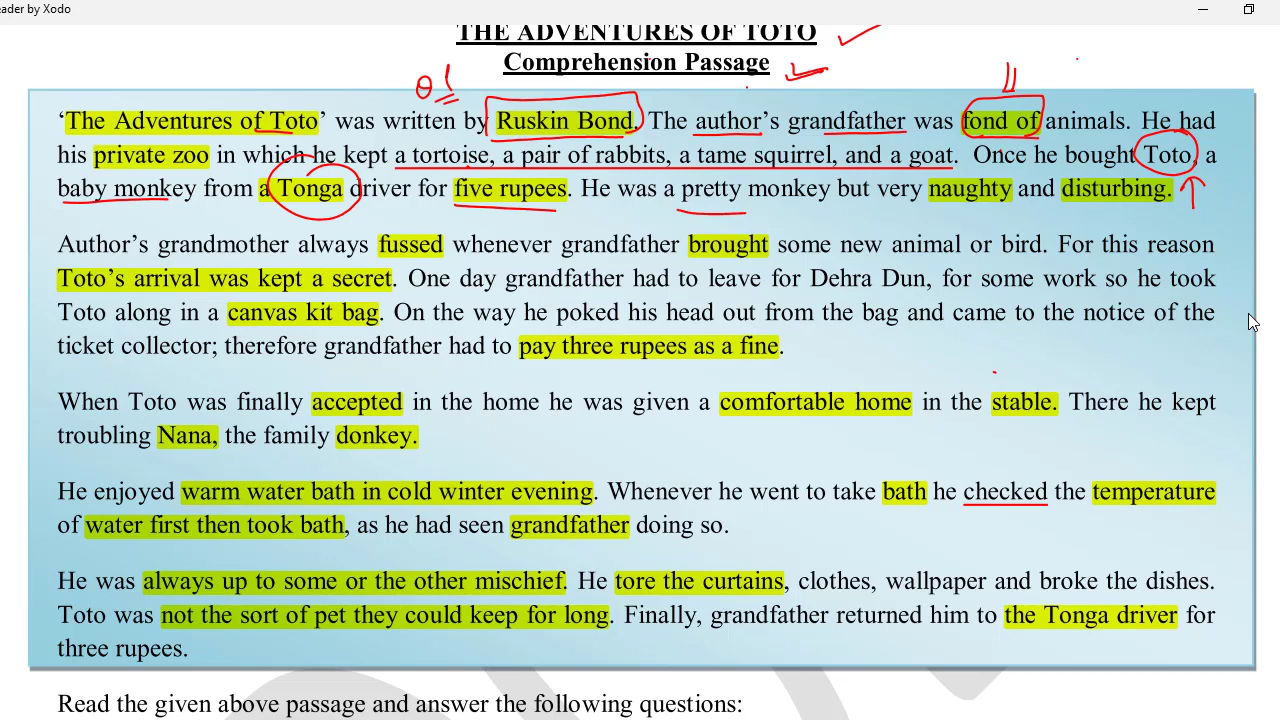 eader by Xodo
THE ADVENTURES OF TOTO
Comprehension Passage
‘The Adventures of Toto’ was written by Ruskin Bond. The author’s grandfather was fond of animals. He had
his private zoo in which he kept a tortoise, a pair of rabbits, a tame squirrel, and a goat. Once he bought Toto, a
baby monkey from a Tonga driver for five rupees. He was a pretty monkey but very naughty and disturbing.
Author’s grandmother always fussed whenever grandfather brought some new animal or bird. For this reason
Toto’s arrival was kept a secret. One day grandfather had to leave for Dehra Dun, for some work so he took
Toto along in a canvas kit bag. On the way he poked his head out from the bag and came to the notice of the
ticket collector; therefore grandfather had to pay three rupees as a fine.
When Toto was finally accepted in the home he was given a comfortable home in the stable. There he kept
troubling Nana, the family donkey.
He enjoyed warm water bath in cold winter evening. Whenever he went to take bath he checked the temperature
of water first then took bath, as he had seen grandfather doing so.
He was always up to some or the other mischief. He tore the curtains, clothes, wallpaper and broke the dishes.
Toto was not the sort of pet they could keep for long. Finally, grandfather returned him to the Tonga driver for
three rupees.
Read the given above passage and answer the following questions: